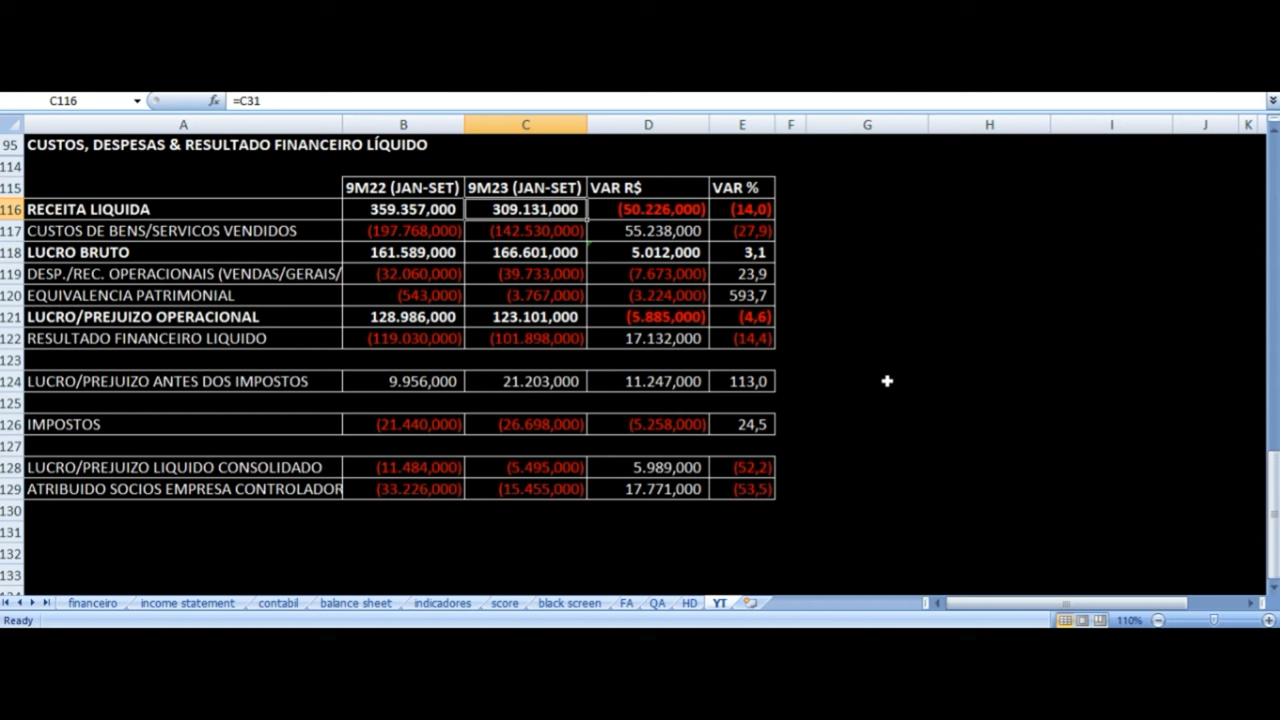 C116 fx =C31
A B C D E F G H I J K
95 CUSTOS, DESPESAS & RESULTADO FINANCEIRO LÍQUIDO
114
115 9M22 (JAN-SET) 9M23 (JAN-SET) VAR R$ VAR %
116 RECEITA LIQUIDA 359.357,000 309.131,000 (50.226,000) (14,0)
117 CUSTOS DE BENS/SERVICOS VENDIDOS (197.768,000) (142.530,000) 55.238,000 (27,9)
118 LUCRO BRUTO 161.589,000 166.601,000 5.012,000 3,1
119 DESP./REC. OPERACIONAIS (VENDAS/GERAIS/ (32.060,000) (39.733,000) (7.673,000) 23,9
120 EQUIVALENCIA PATRIMONIAL (543,000) (3.767,000) (3.224,000) 593,7
121 LUCRO/PREJUIZO OPERACIONAL 128.986,000 123.101,000 (5.885,000) (4,6)
122 RESULTADO FINANCEIRO LIQUIDO (119.030,000) (101.898,000) 17.132,000 (14,4)
123
124 LUCRO/PREJUIZO ANTES DOS IMPOSTOS 9.956,000 21.203,000 11.247,000 113,0
125
126 IMPOSTOS (21.440,000) (26.698,000) (5.258,000) 24,5
127
128 LUCRO/PREJUIZO LIQUIDO CONSOLIDADO (11.484,000) (5.495,000) 5.989,000 (52,2)
129 ATRIBUIDO SOCIOS EMPRESA CONTROLADOR (33.226,000) (15.455,000) 17.771,000 (53,5)
130
131
132
133
financeiro income statement contabil balance sheet indicadores score black screen FA QA HD YT
Ready 110%